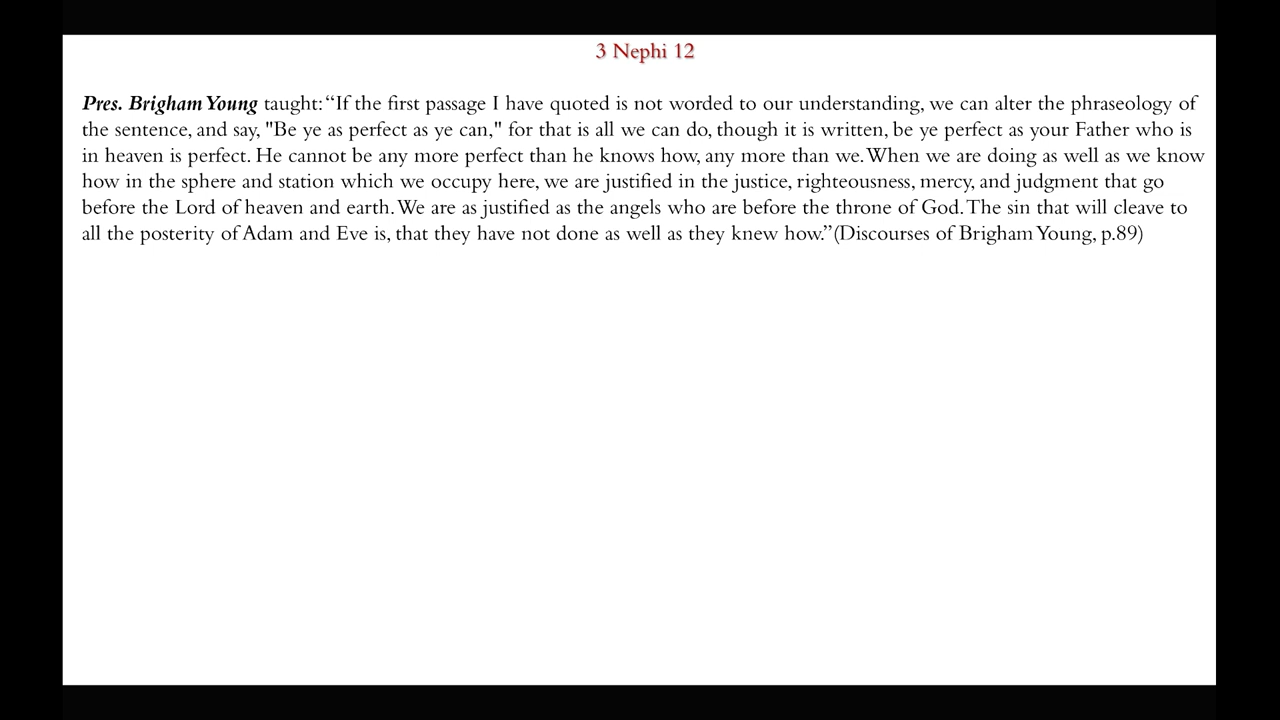 3 Nephi 12
Pres. Brigham Young taught: “If the first passage I have quoted is not worded to our understanding, we can alter the phraseology of
the sentence, and say, "Be ye as perfect as ye can," for that is all we can do, though it is written, be ye perfect as your Father who is
in heaven is perfect. He cannot be any more perfect than he knows how, any more than we. When we are doing as well as we know
how in the sphere and station which we occupy here, we are justified in the justice, righteousness, mercy, and judgment that go
before the Lord of heaven and earth. We are as justified as the angels who are before the throne of God. The sin that will cleave to
all the posterity of Adam and Eve is, that they have not done as well as they knew how.” (Discourses of Brigham Young, p.89)